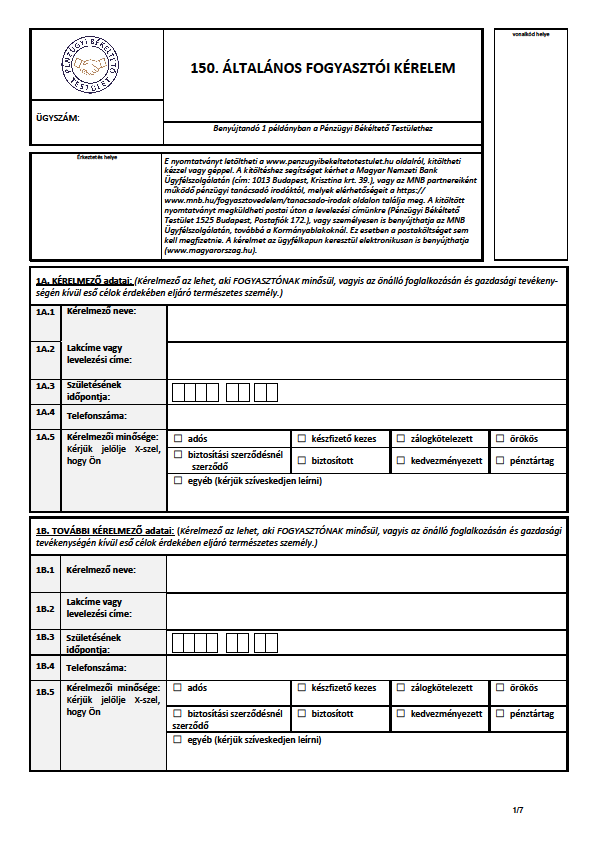 PÉNZÜGYI BÉKÉLTETŐ TESTÜLET
150. ÁLTALÁNOS FOGYASZTÓI KÉRELEM
vonalkód helye
ÜGYSZÁM:
Benyújtandó 1 példányban a Pénzügyi Békéltető Testülethez
Érkeztetés helye
E nyomtatványt letöltheti a www.penzugyibekeltetotestulet.hu oldalról, kitöltheti
kézzel vagy géppel. A kitöltéshez segítséget kérhet a Magyar Nemzeti Bank
Ügyfélszolgálatán (cím: 1013 Budapest, Krisztina krt. 39.), vagy az MNB partnereiként
működő pénzügyi tanácsadó irodáktól, melyek elérhetőségeit a https://
www.mnb.hu/fogyasztovedelem/tanacsado-irodak oldalon találja meg. A kitöltött
nyomtatványt megküldheti postai úton a levelezési címünkre (Pénzügyi Békéltető
Testület 1525 Budapest, Postafiók 172.), vagy személyesen is benyújthatja az MNB
Ügyfélszolgálatán, továbbá a Kormányablakoknál. Ez esetben a postaköltséget sem
kell megfizetnie. A kérelmet az ügyfélkapun keresztül elektronikusan is benyújthatja
(www.magyarorszag.hu).
1A. KÉRELMEZŐ adatai: (Kérelmező az lehet, aki FOGYASZTÓNAK minősül, vagyis az önálló foglalkozásán és gazdasági tevékeny-
ségén kívül eső célok érdekében eljáró természetes személy.)
1A.1 Kérelmező neve:
1A.2 Lakcíme vagy
levelezési címe:
1A.3 Születésének
időpontja:
1A.4 Telefonszáma:
1A.5 Kérelmezői minősége: ☐ adós ☐ készfizető kezes ☐ zálogkötelezett ☐ örökös
Kérjük jelölje X-szel,
hogy Ön
☐ biztosítási szerződésnél
szerződő
☐ biztosított ☐ kedvezményezett ☐ pénztártag
☐ egyéb (kérjük szíveskedjen leírni)
1B. TOVÁBBI KÉRELMEZŐ adatai: (Kérelmező az lehet, aki FOGYASZTÓNAK minősül, vagyis az önálló foglalkozásán és gazdasági
tevékenységén kívül eső célok érdekében eljáró természetes személy.)
1B.1 Kérelmező neve:
1B.2 Lakcíme vagy
levelezési címe:
1B.3 Születésének
időpontja:
1B.4 Telefonszáma:
1B.5 Kérelmezői minősége: ☐ adós ☐ készfizető kezes ☐ zálogkötelezett ☐ örökös
Kérjük jelölje X-szel,
hogy Ön
☐ biztosítási szerződésnél
szerződő
☐ biztosított ☐ kedvezményezett ☐ pénztártag
☐ egyéb (kérjük szíveskedjen leírni)
1/7